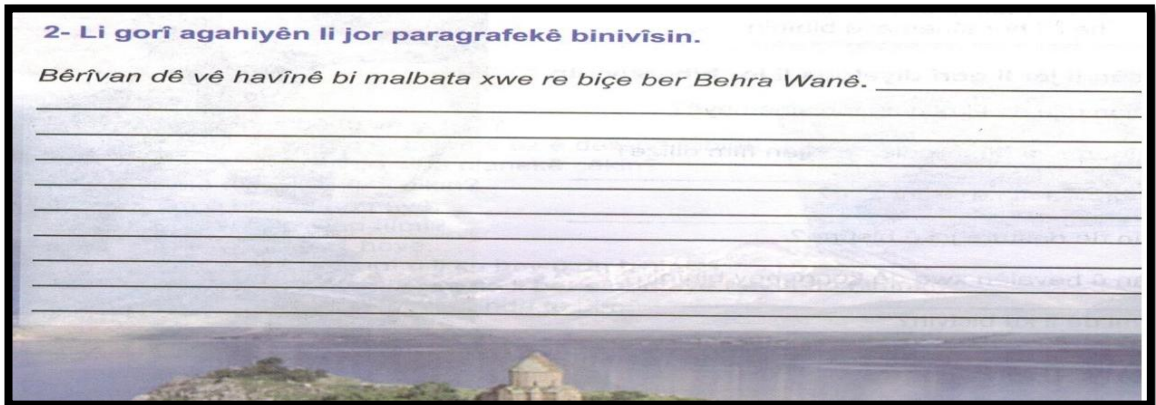 2- Li gorî agahiyên li jor paragrafekê binivîsin.
Bêrîvan dê vê havînê bi malbata xwe re biçe ber Behra Wanê.